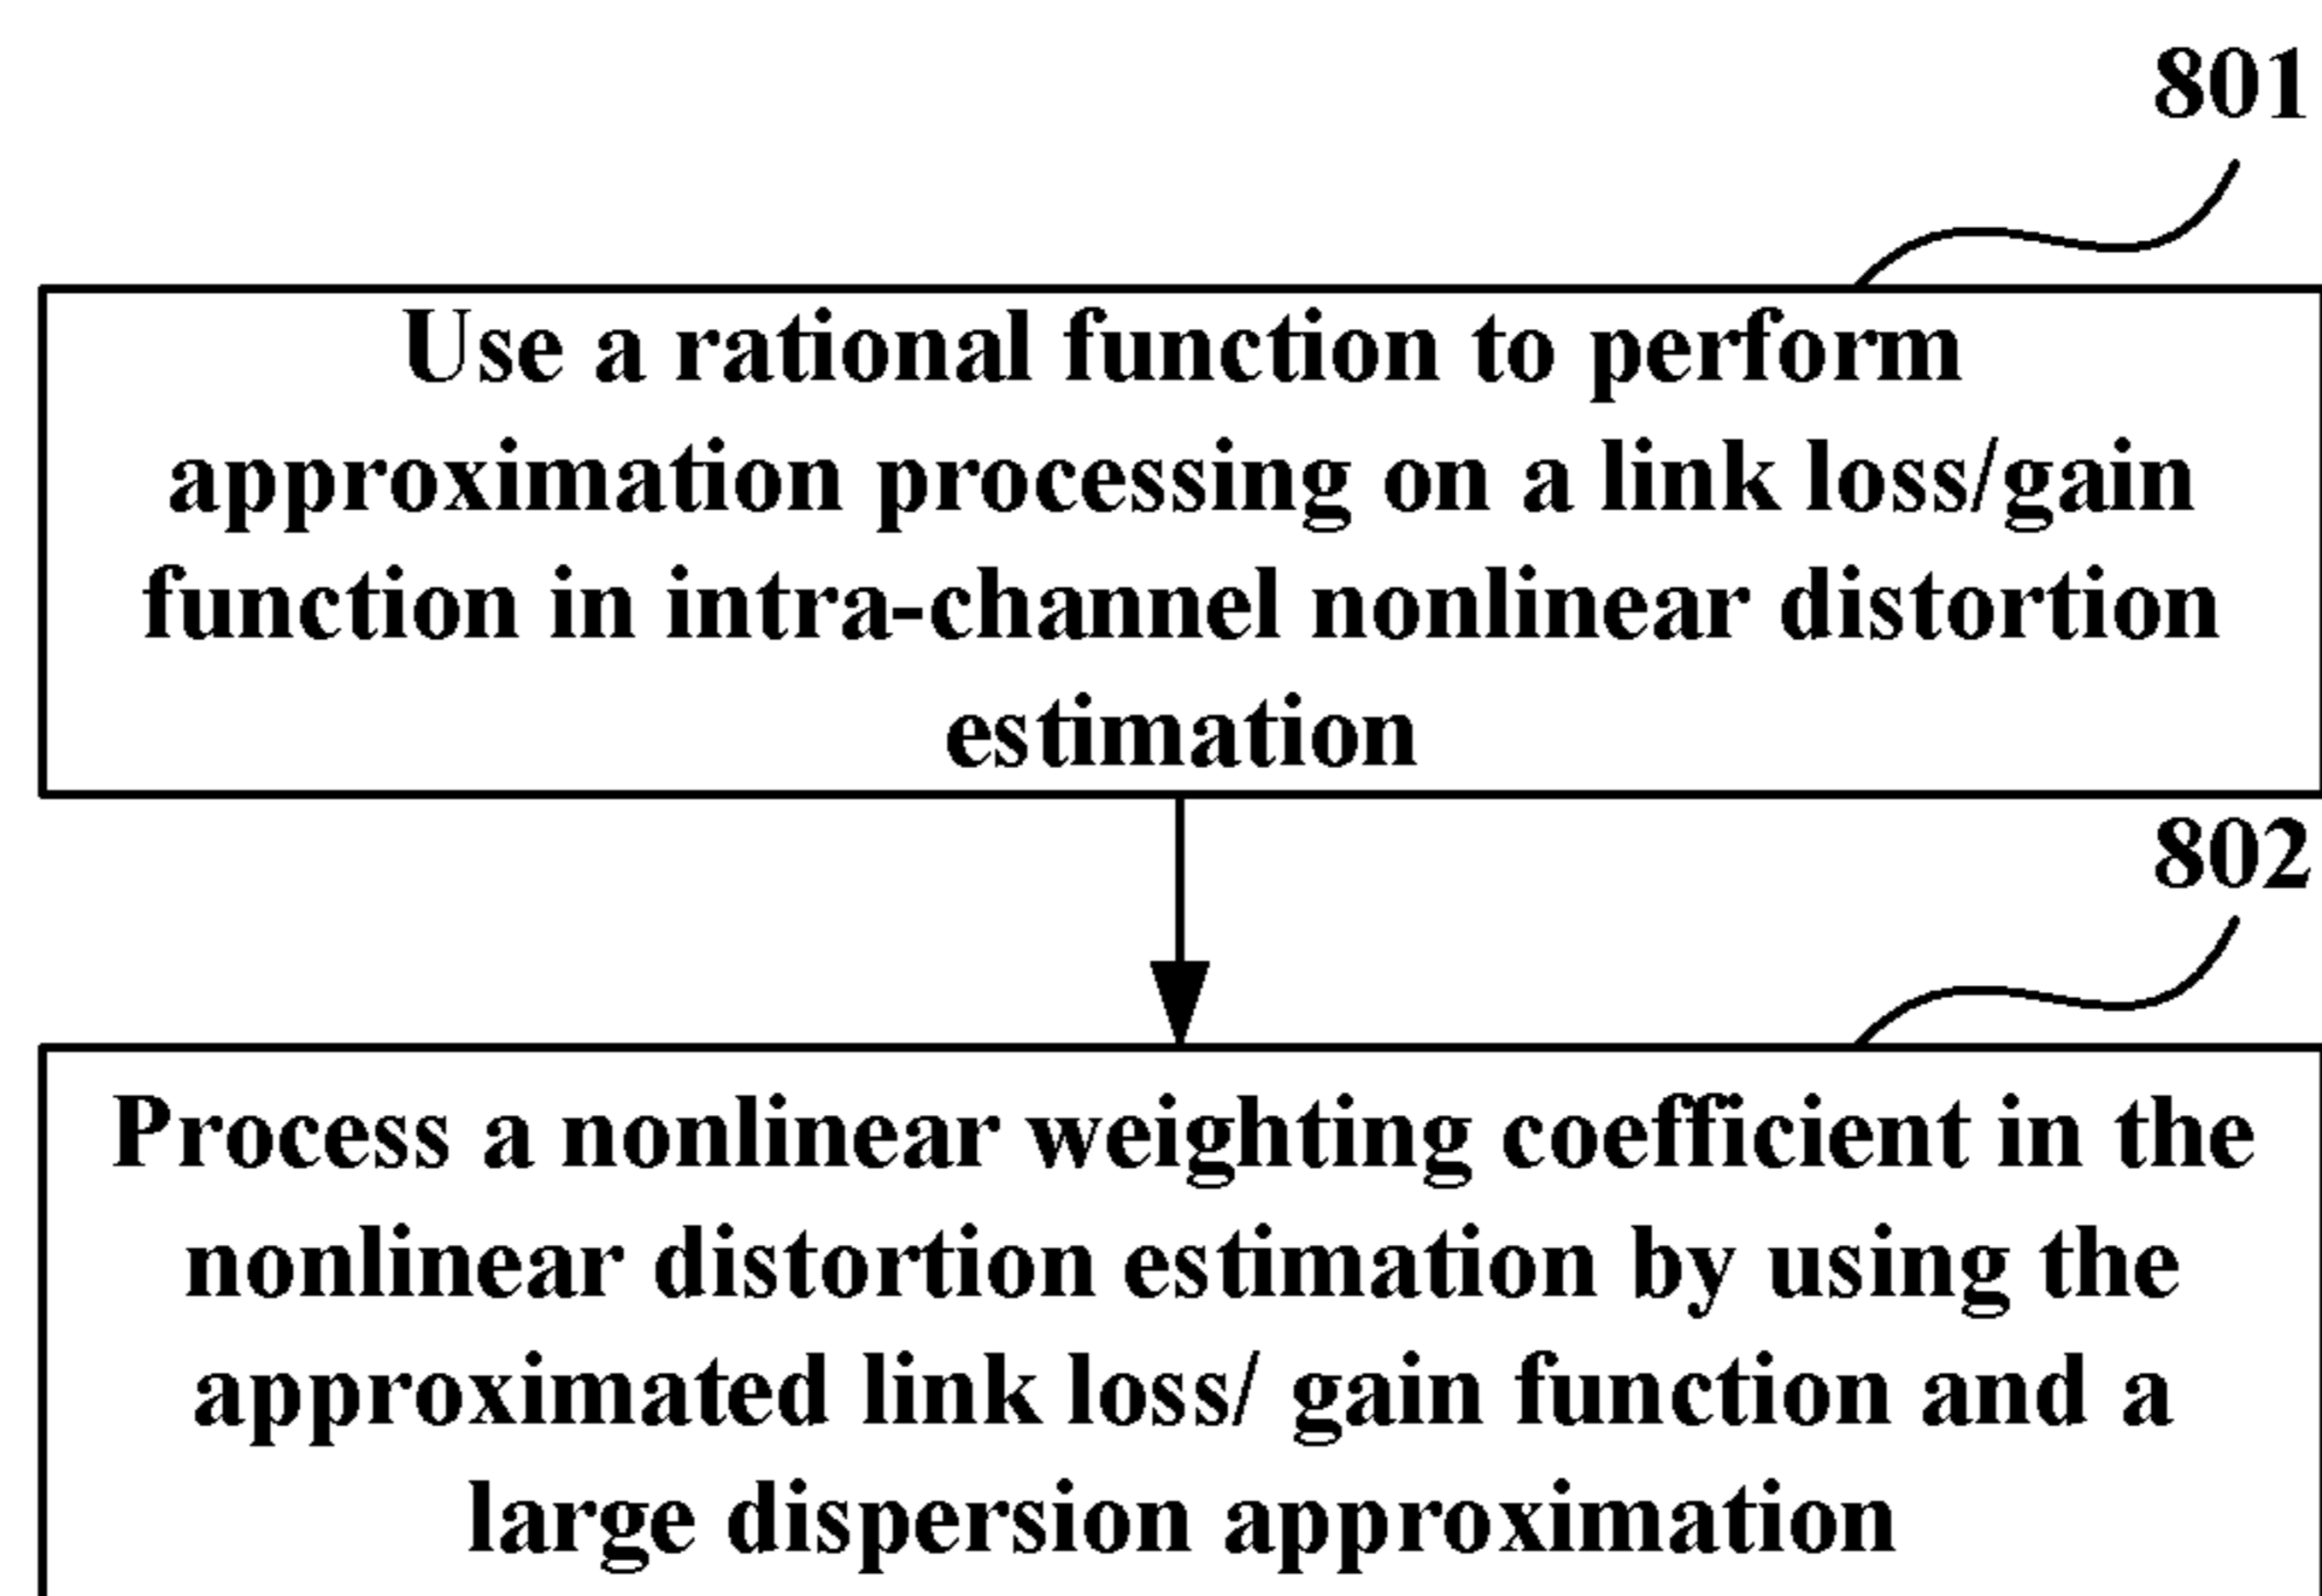 801
Use a rational function to perform
approximation processing on a link loss/gain
function in intra-channel nonlinear distortion
estimation
802
Process a nonlinear weighting coefficient in the
nonlinear distortion estimation by using the
approximated link loss/ gain function and a
large dispersion approximation